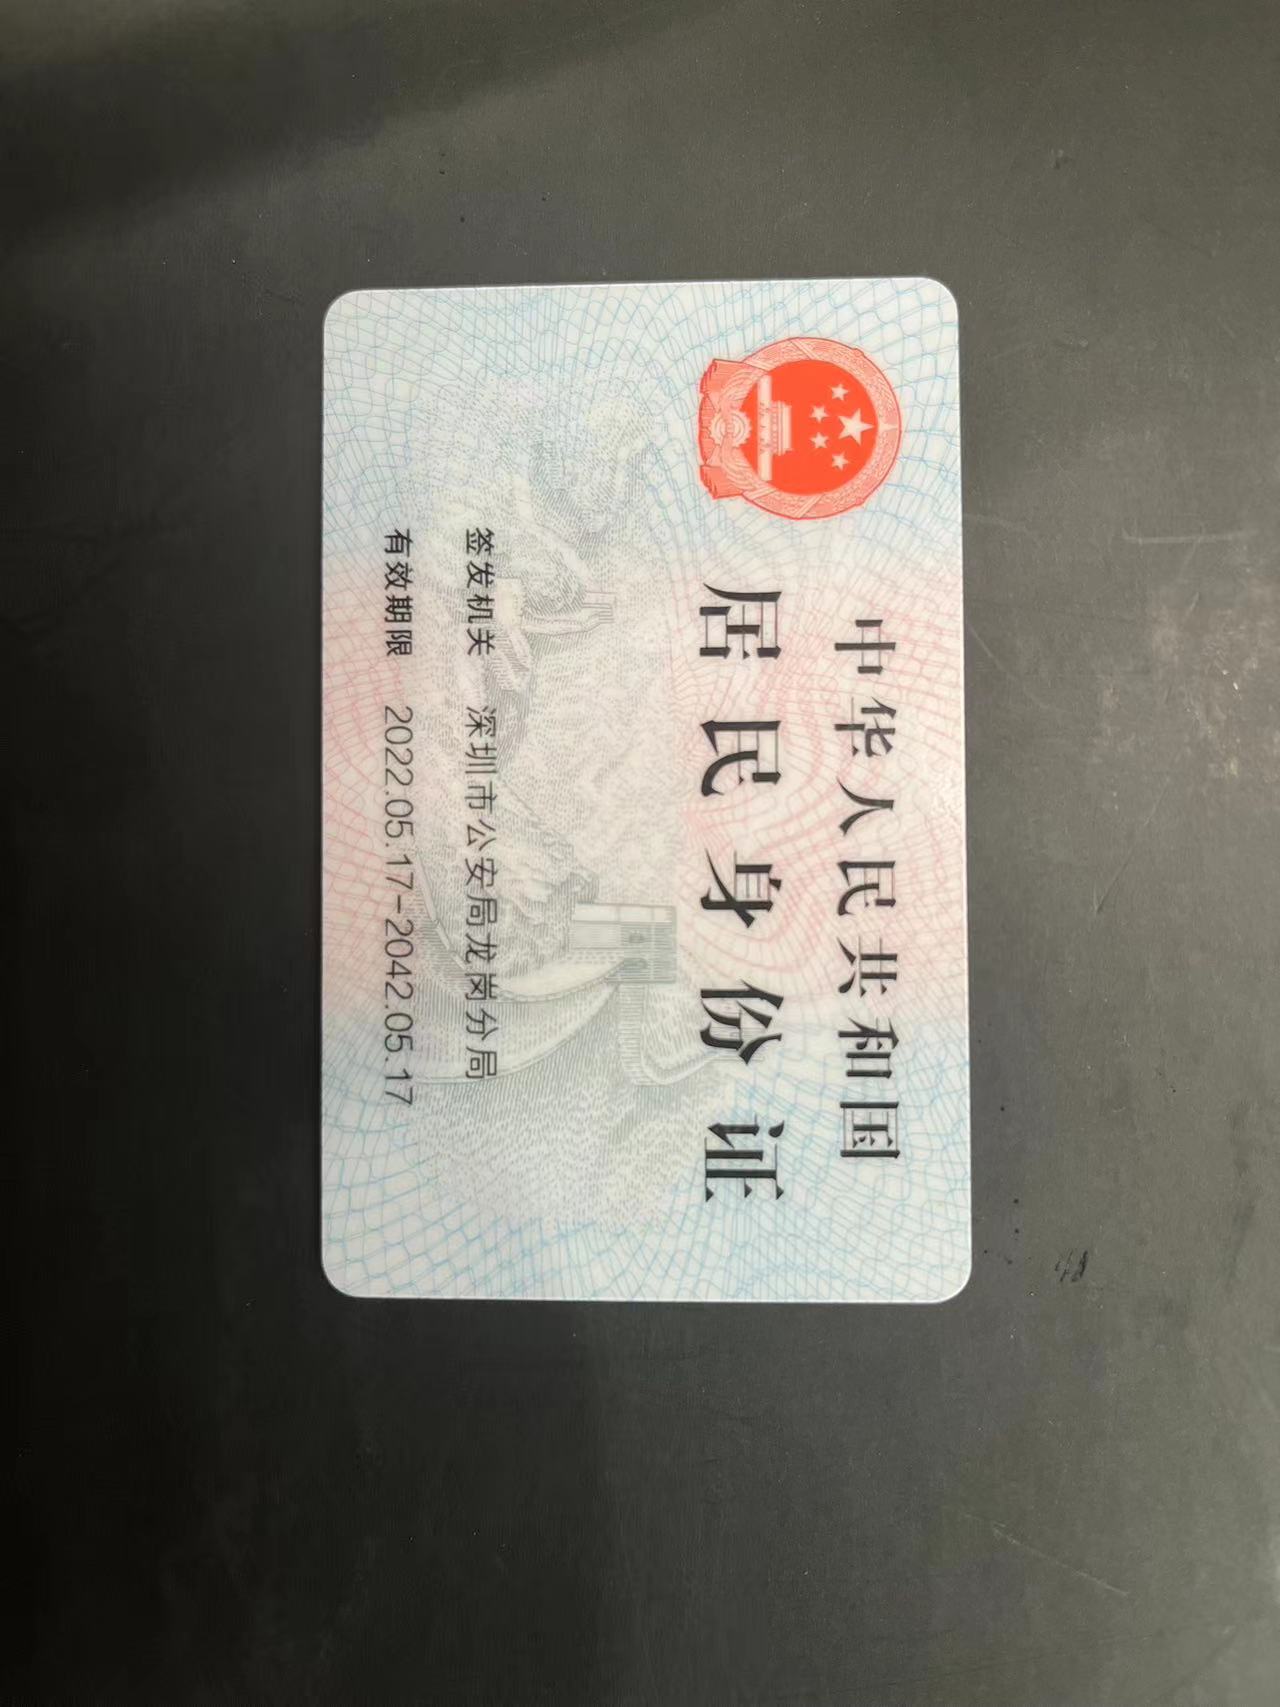 中华人民共和国
居民身份证
签发机关 深圳市公安局龙岗分局
有效期限 2022.05.17-2042.05.17